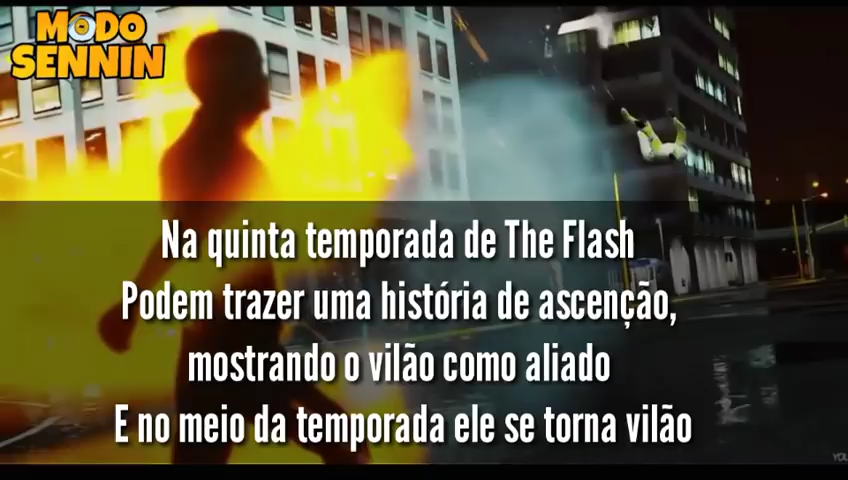 MODO
SENNIN
Na quinta temporada de The Flash
Podem trazer uma história de ascenção,
mostrando o vilão como aliado
E no meio da temporada ele se torna vilão